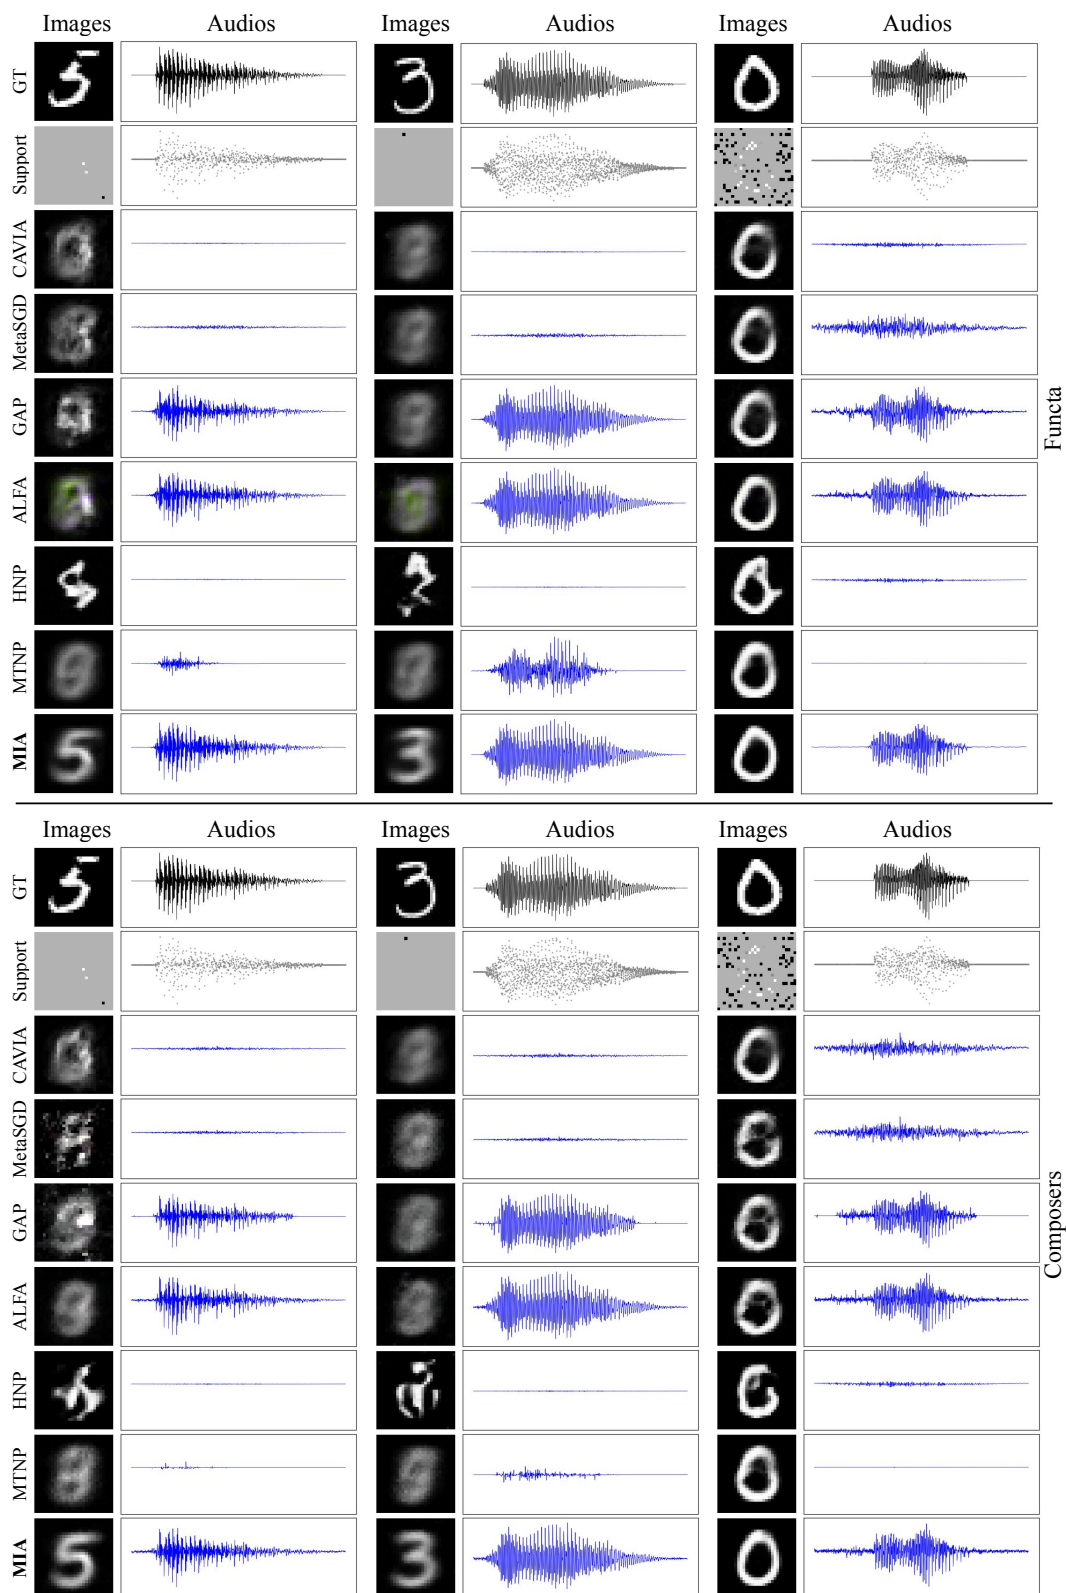 Images Audios Images Audios Images Audios
GT
Support
CAVIA
MetaSGD
GAP
ALFA
HNP
MTNP
MIA
Functa
Images Audios Images Audios Images Audios
GT
Support
CAVIA
MetaSGD
GAP
ALFA
HNP
MTNP
MIA
Composers